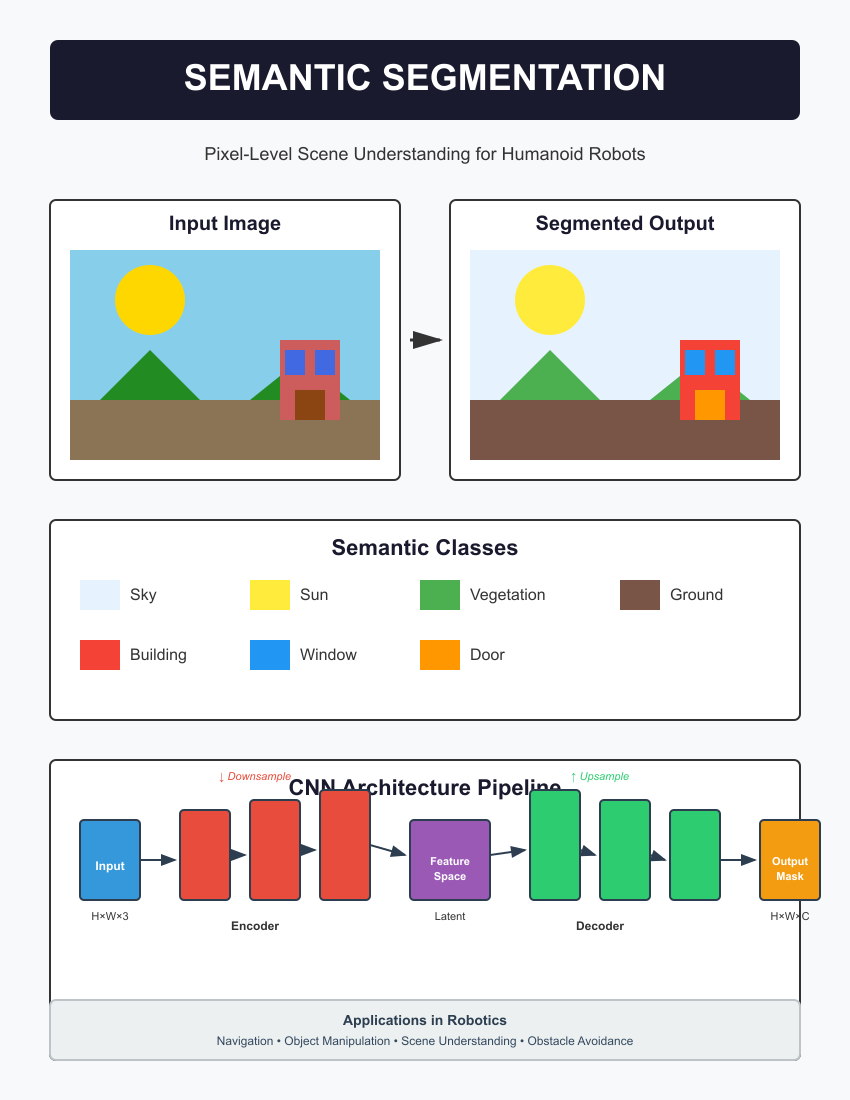 SEMANTIC SEGMENTATION
Pixel-Level Scene Understanding for Humanoid Robots
Input Image
Segmented Output
Semantic Classes
Sky
Sun
Vegetation
Ground
Building
Window
Door
↓ Downsample
↑ Upsample
CNN Architecture Pipeline
Input
Feature
Space
Output
Mask
H×W×3
Latent
H×W×C
Encoder
Decoder
Applications in Robotics
Navigation • Object Manipulation • Scene Understanding • Obstacle Avoidance